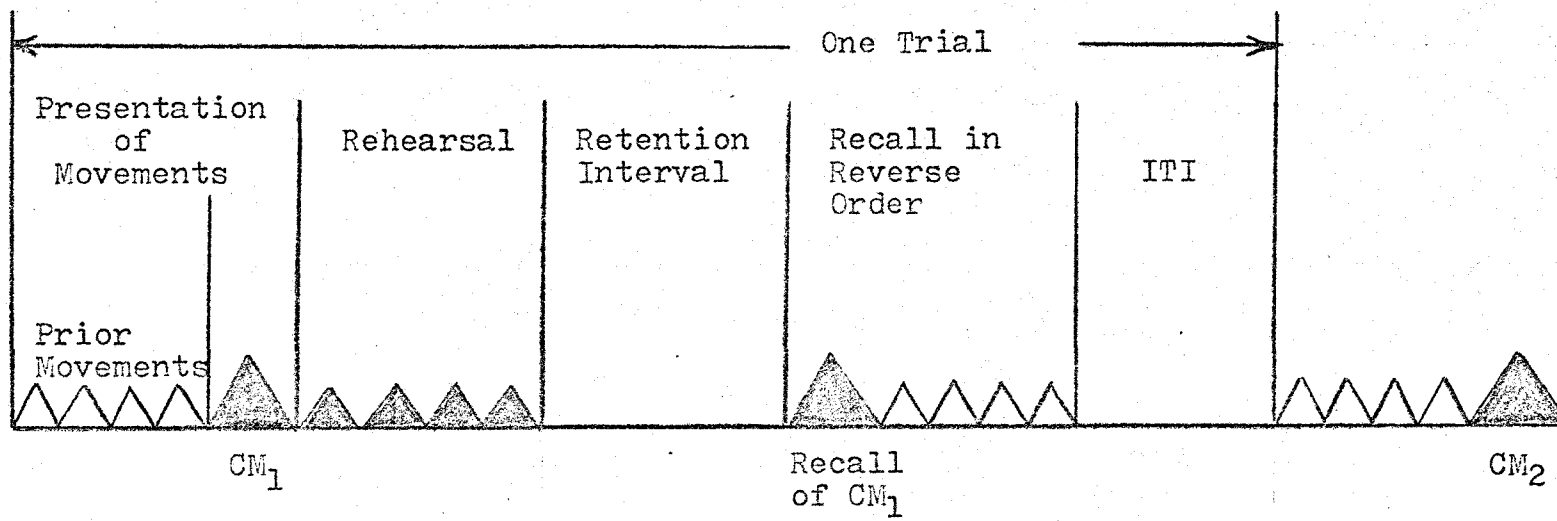 One Trial
Presentation
of
Movements
Rehearsal
Retention
Interval
Recall in
Reverse
Order
ITI
Prior
Movements
CM1
Recall
of CM1
CM2